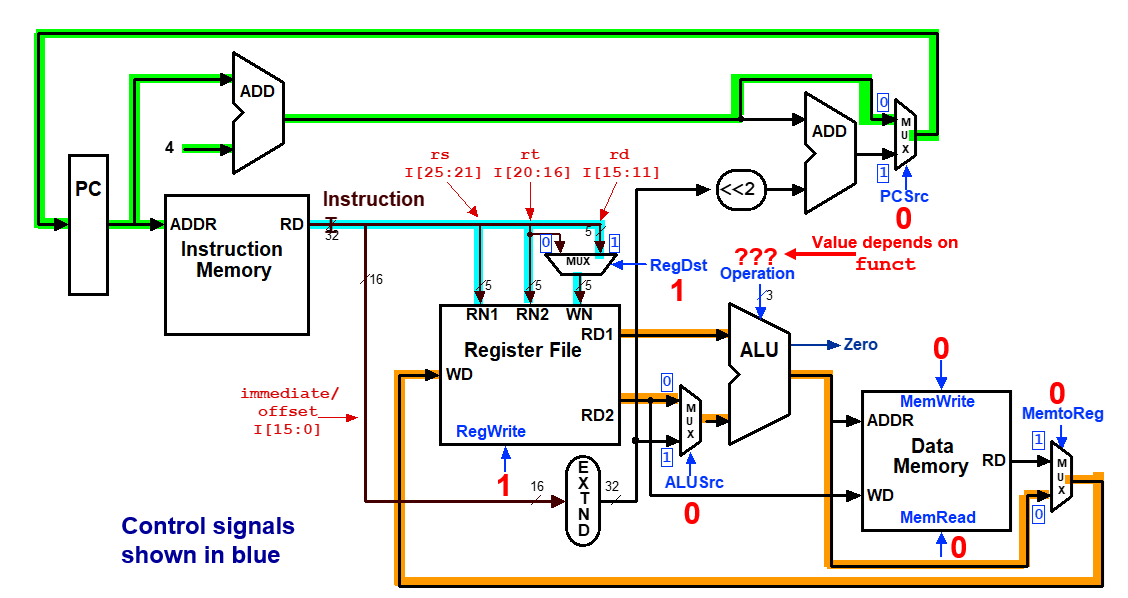 ADD
4
PC
ADDR
RD
Instruction
Memory
Instruction
32
rs
I[25:21]
rt
I[20:16]
rd
I[15:11]
5
0
1
MUX
RegDst
1
16
5
5
5
RN1
RN2
WN
RD1
Register File
WD
RD2
RegWrite
1
immediate/
offset
I[15:0]
16
E
X
T
N
D
32
<<2
ADD
0
M
U
X
1
PCSrc
0
???
Value depends on
funct
Operation
3
ALU
Zero
0
M
U
X
1
ALUSrc
0
0
MemWrite
ADDR
Data
Memory
RD
WD
MemRead
0
0
MemtoReg
1
M
U
X
0
Control signals
shown in blue